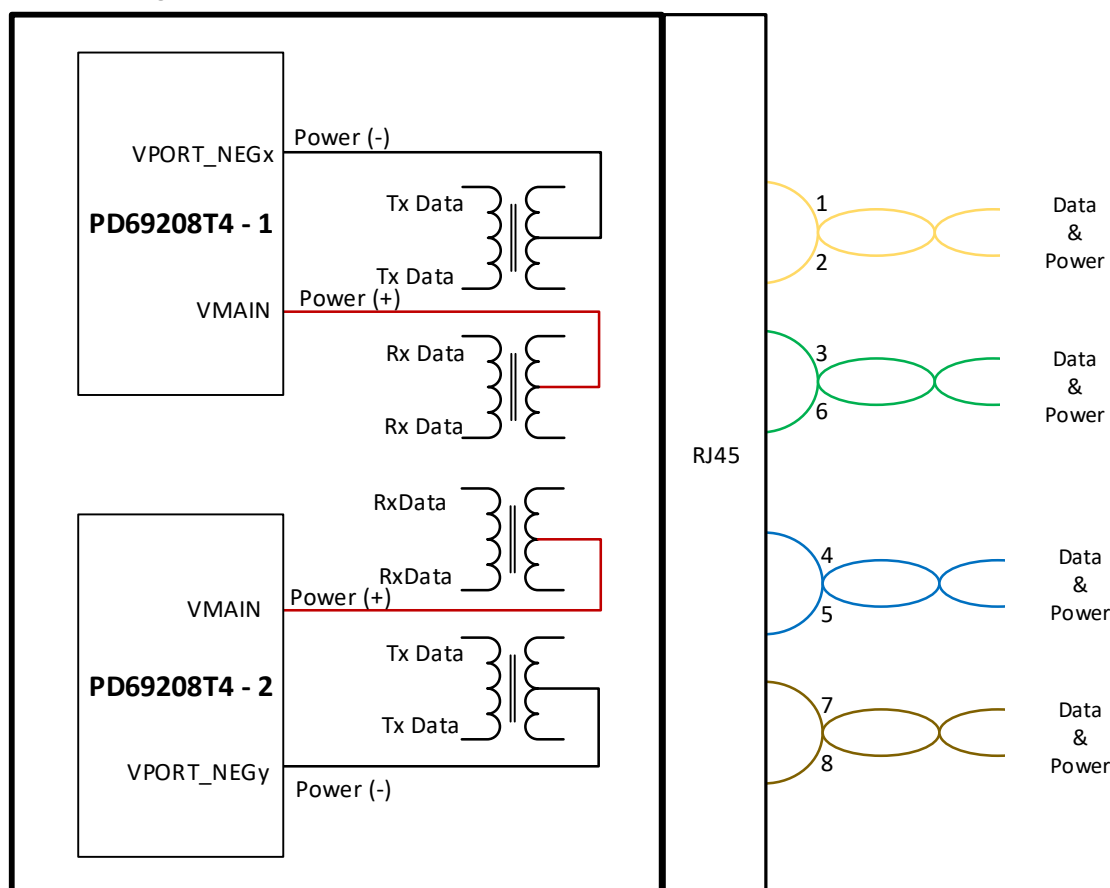 Power (-)
VPORT_NEGx
PD69208T4 - 1
VMAIN
Power (+)
Tx Data
Tx Data
Rx Data
Rx Data
RxData
RxData
Power (+)
VMAIN
PD69208T4 - 2
VPORT_NEGy
Tx Data
Tx Data
Power (-)
RJ45
1
2
Data
&
Power
3
6
Data
&
Power
4
5
Data
&
Power
7
8
Data
&
Power